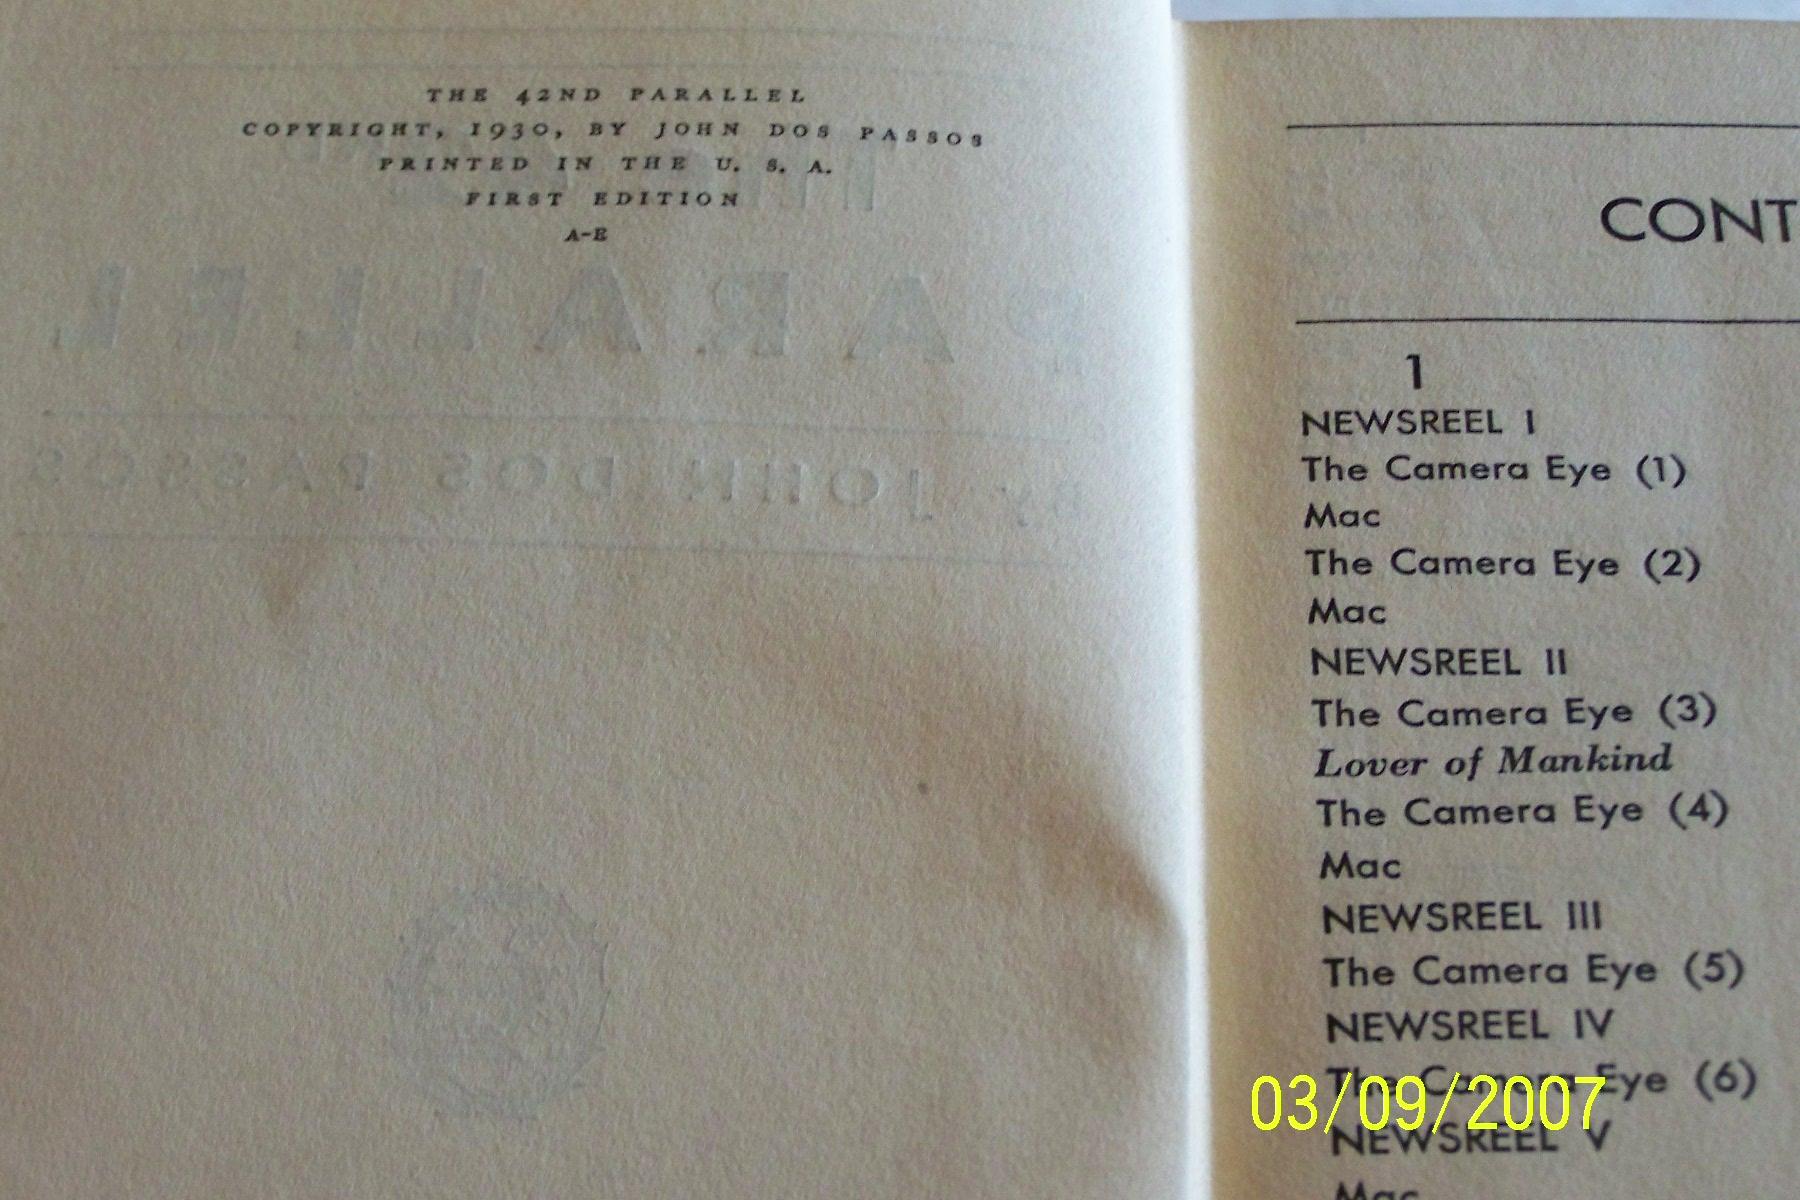 THE 42ND PARALLEL
COPYRIGHT, 1930, BY JOHN DOS PASSOS
PRINTED IN THE U. S. A.
FIRST EDITION
A-E
PARALLEL
BY JOHN DOS PASSOS
CONT
1
NEWSREEL I
The Camera Eye (1)
Mac
The Camera Eye (2)
Mac
NEWSREEL II
The Camera Eye (3)
Lover of Mankind
The Camera Eye (4)
Mac
NEWSREEL III
The Camera Eye (5)
NEWSREEL IV
The Camera Eye (6)
03/09/2007
NEWSREEL V
Mac